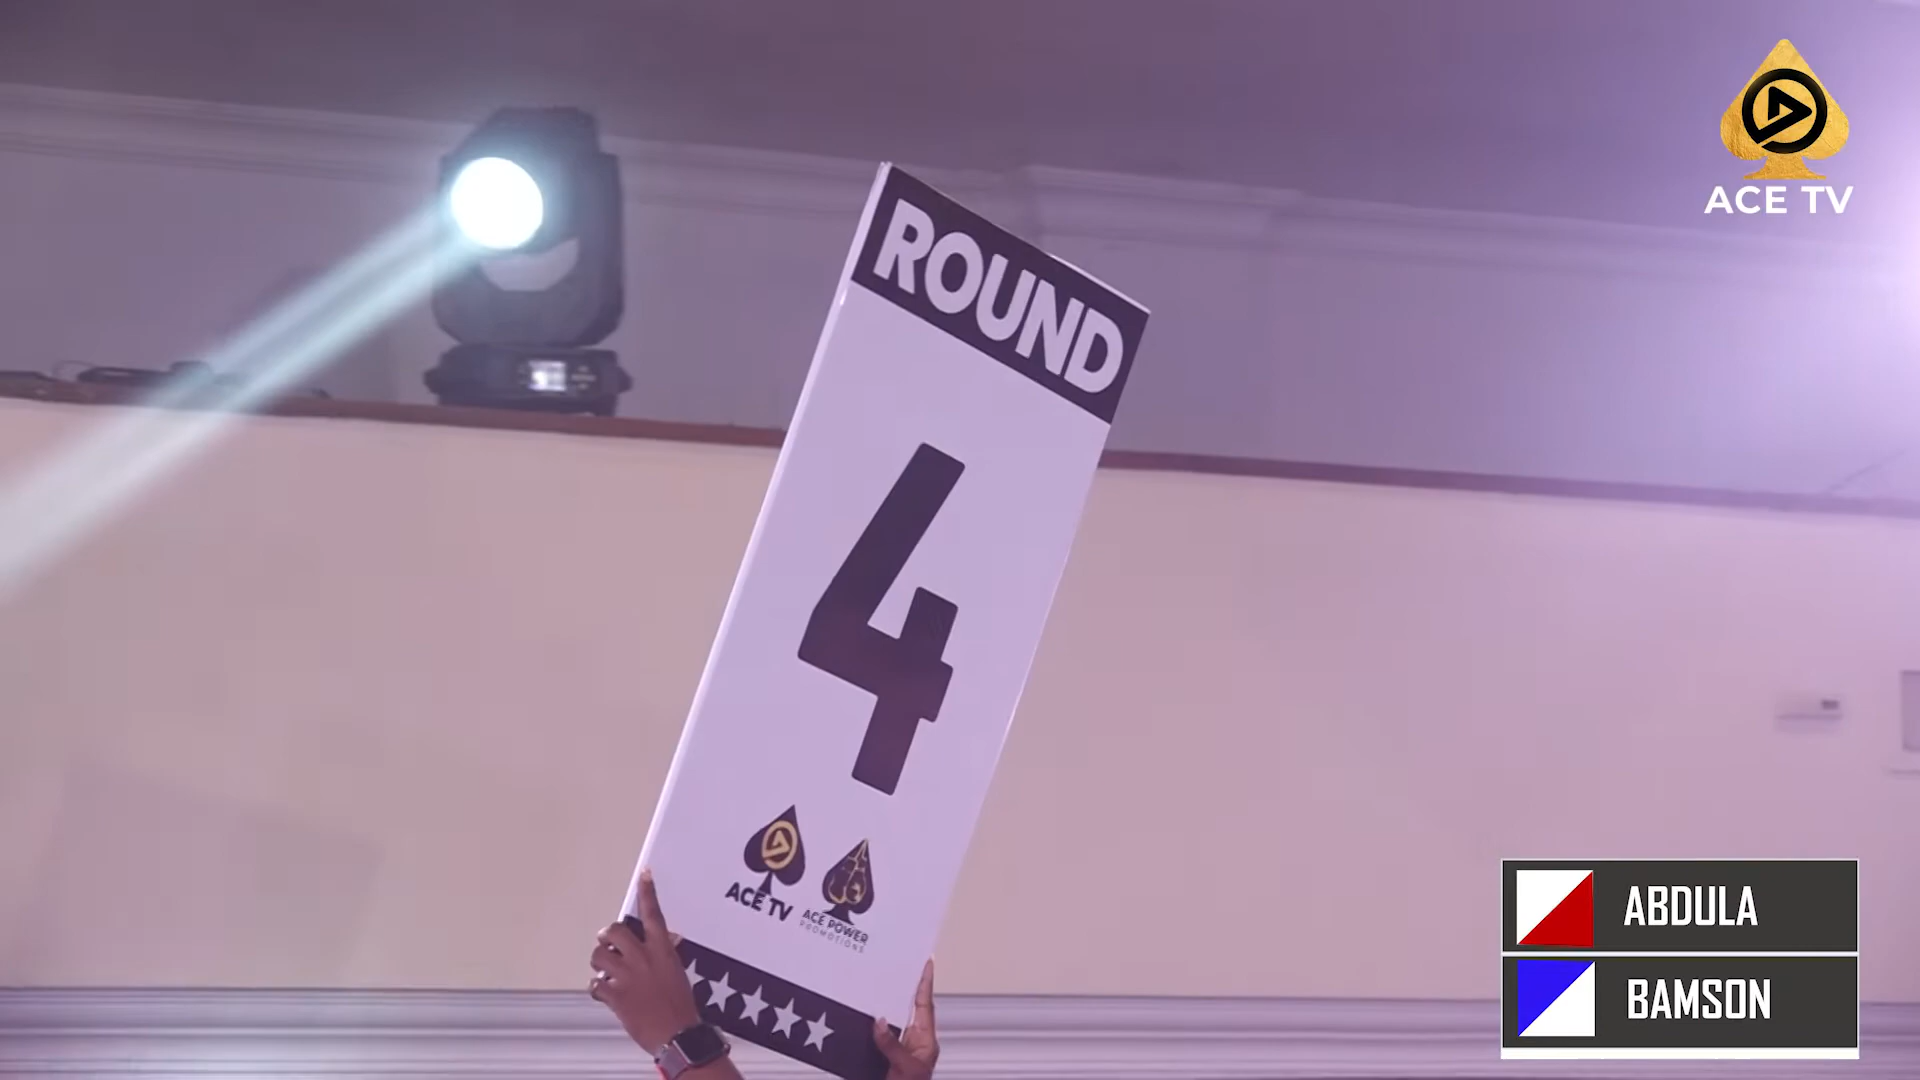 ACE TV
ROUND
4
ACE TV
ACE POWER
PROMOTIONS
ABDULA
BAMSON